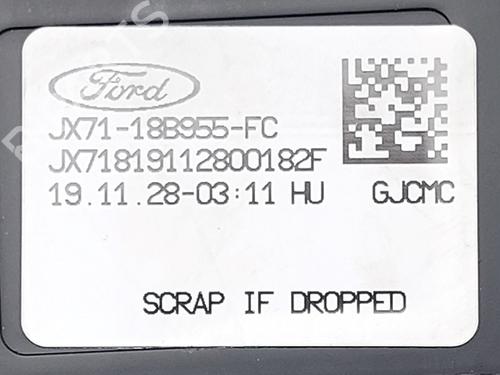 Ford
JX71-18B955-FC
JX71819112800182F
19.11.28-03:11 HU GJCMC
SCRAP IF DROPPED